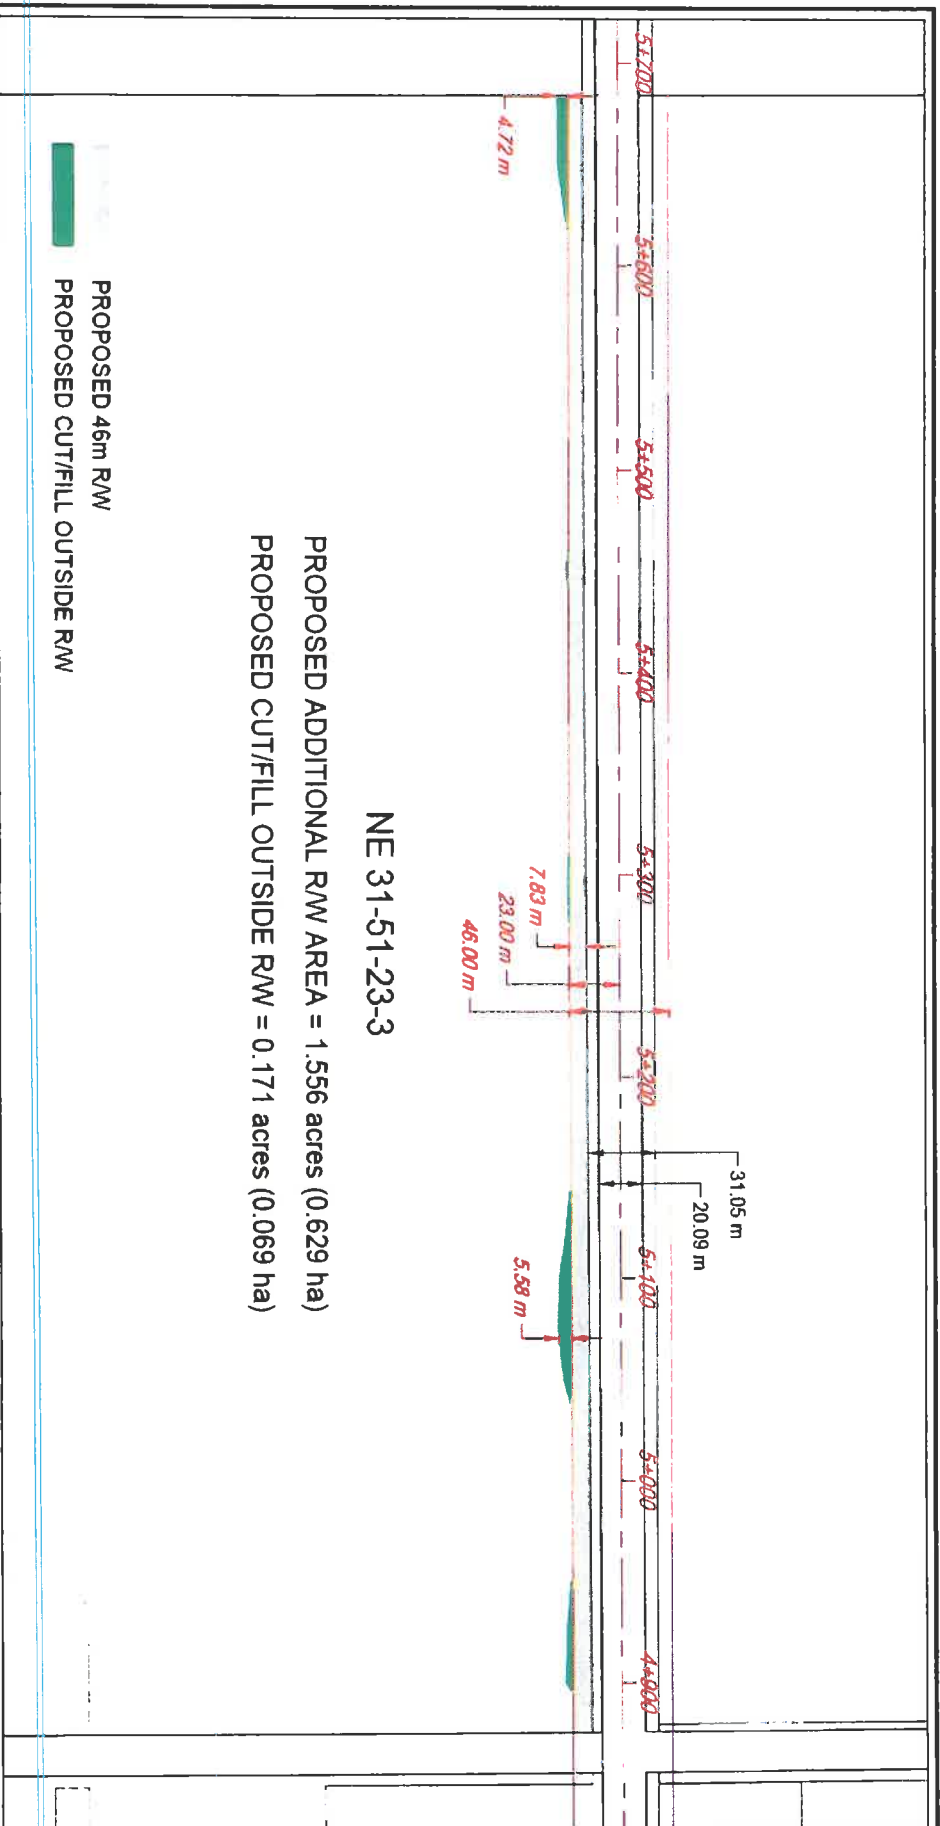 5+700
5+600
5+500
5+400
5+300
5+200
5+100
5+000
4+900
31.05 m
20.09 m
4.72 m
7.83 m
23.00 m
46.00 m
5.58 m
NE 31-51-23-3
PROPOSED ADDITIONAL R/W AREA = 1.556 acres (0.629 ha)
PROPOSED CUT/FILL OUTSIDE R/W = 0.171 acres (0.069 ha)
PROPOSED 46m R/W
PROPOSED CUT/FILL OUTSIDE R/W